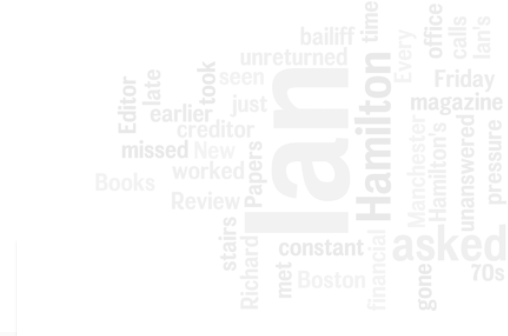 bailiff
time
office
calls
Ian's
Every
unreturned
seen
Friday
magazine
Editor
late
took
earlier
just
creditor
missed
New
worked
Papers
Ian
Hamilton
Manchester
Hamilton's
unanswered
pressure
Books
Review
stairs
Richard
constant
asked
met
Boston
financial
gone
70s